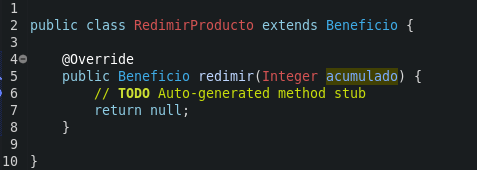 1
2 public class RedimirProducto extends Beneficio {
3
4 @Override
5 public Beneficio redimir(Integer acumulado) {
6 // TODO Auto-generated method stub
7 return null;
8 }
9
10 }